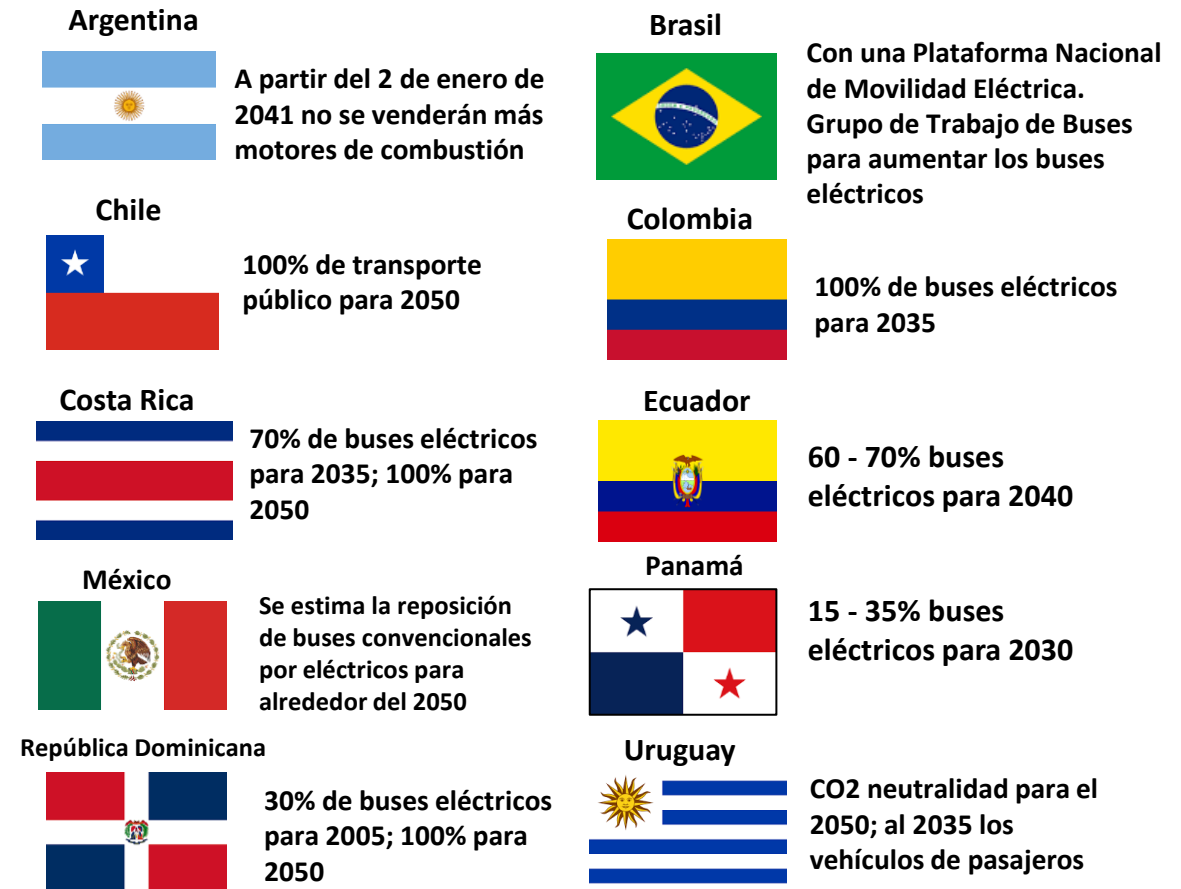 Argentina
A partir del 2 de enero de
2041 no se venderán más
motores de combustión
Brasil
Con una Plataforma Nacional
de Movilidad Eléctrica.
Grupo de Trabajo de Buses
para aumentar los buses
eléctricos
Chile
100% de transporte
público para 2050
Colombia
100% de buses eléctricos
para 2035
Costa Rica
70% de buses eléctricos
para 2035; 100% para
2050
Ecuador
60 - 70% buses
eléctricos para 2040
México
Se estima la reposición
de buses convencionales
por eléctricos para
alrededor del 2050
Panamá
15 - 35% buses
eléctricos para 2030
República Dominicana
30% de buses eléctricos
para 2005; 100% para
2050
Uruguay
CO2 neutralidad para el
2050; al 2035 los
vehículos de pasajeros